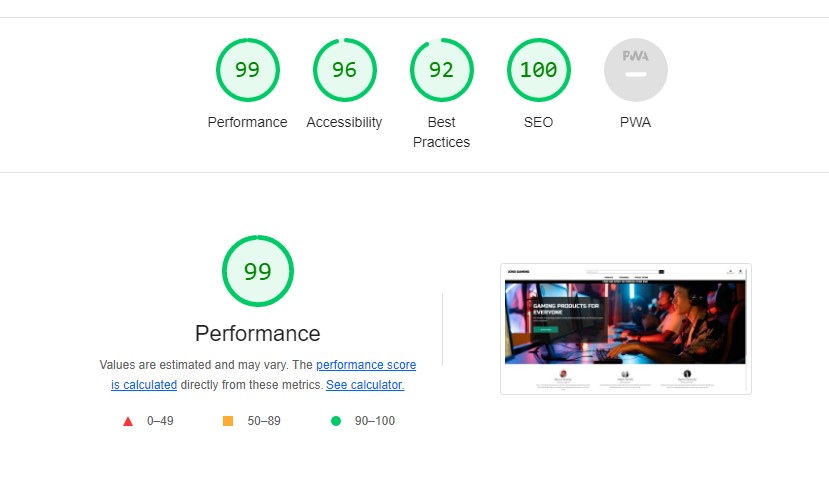 99
96
92
100
PWA
Performance
Accessibility
Best
Practices
SEO
PWA
99
Performance
Values are estimated and may vary. The performance score
is calculated directly from these metrics. See calculator.
0–49
50–89
90–100
GAMING PRODUCTS FOR
EVERYONE